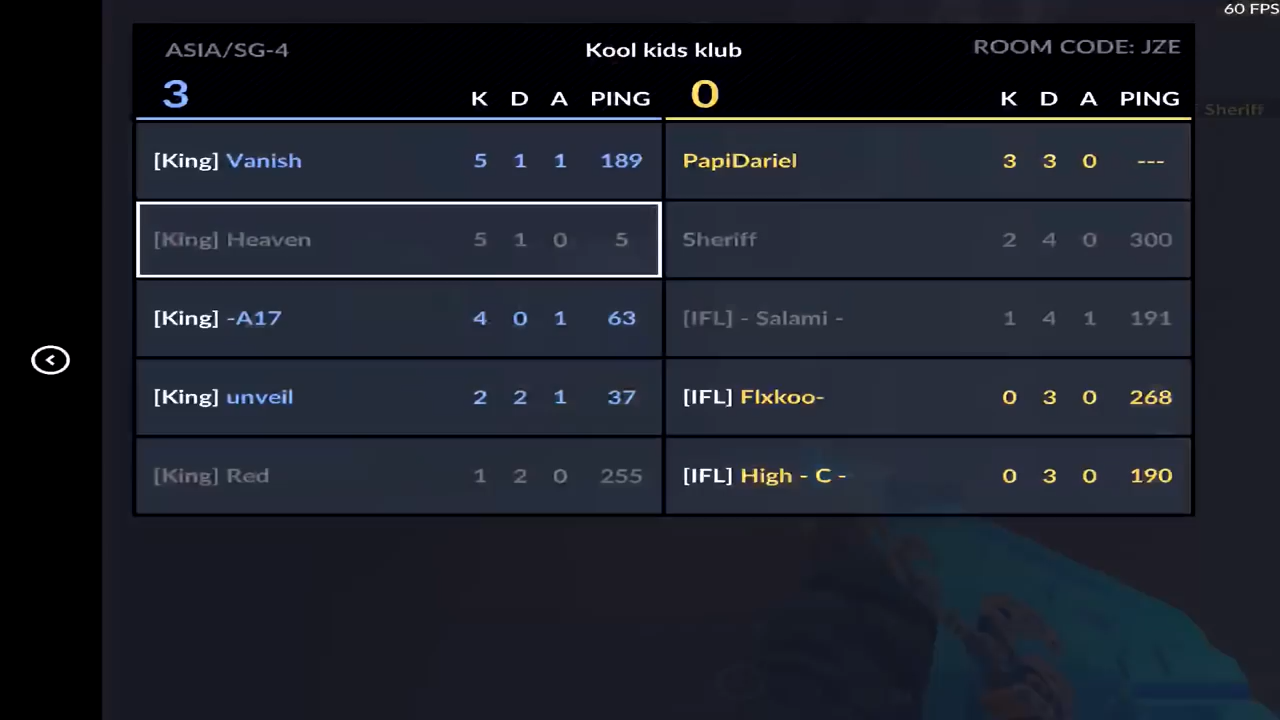 60 FPS
ASIA/SG-4 Kool kids klub ROOM CODE: JZE
3 K D A PING 0 K D A PING
Sheriff
[King] Vanish 5 1 1 189 PapiDariel 3 3 0 ---
[King] Heaven 5 1 0 5 Sheriff 2 4 0 300
[King] -A17 4 0 1 63 [IFL] - Salami - 1 4 1 191
[King] unveil 2 2 1 37 [IFL] Flxkoo- 0 3 0 268
[King] Red 1 2 0 255 [IFL] High - C - 0 3 0 190